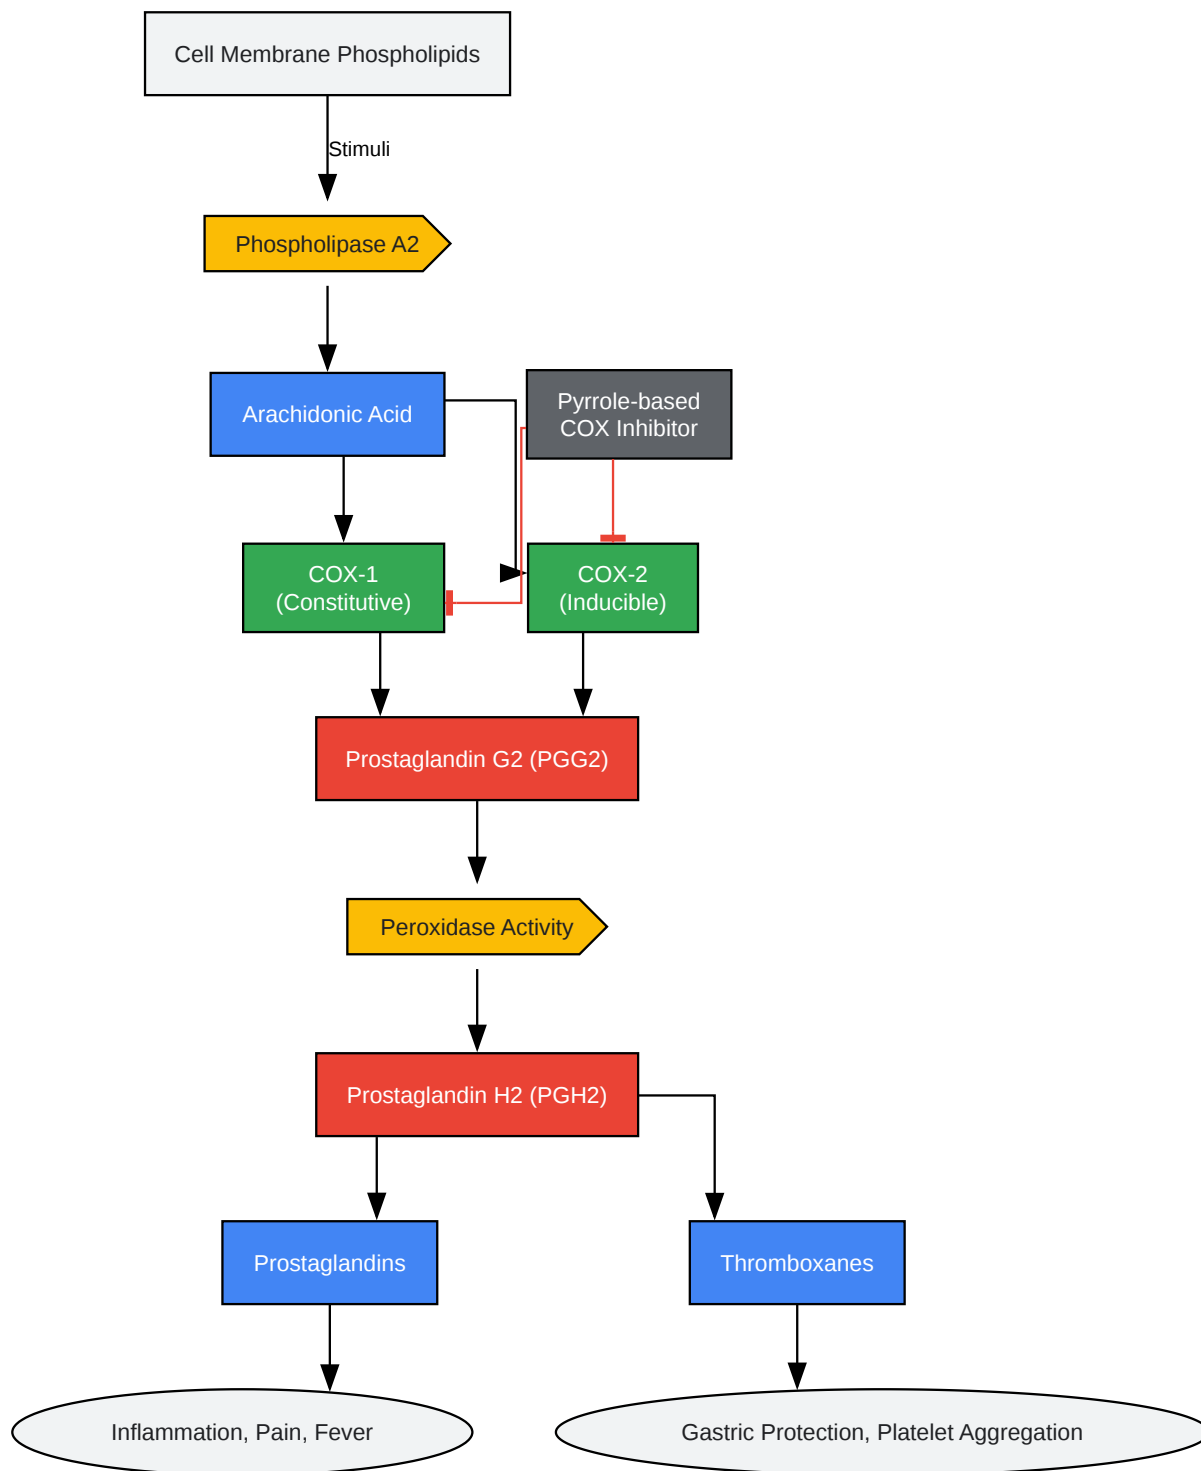 Cell Membrane Phospholipids
Stimuli
Phospholipase A2
Arachidonic Acid
Pyrrole-based
COX Inhibitor
COX-1
(Constitutive)
COX-2
(Inducible)
Prostaglandin G2 (PGG2)
Peroxidase Activity
Prostaglandin H2 (PGH2)
Prostaglandins
Thromboxanes
Inflammation, Pain, Fever
Gastric Protection, Platelet Aggregation